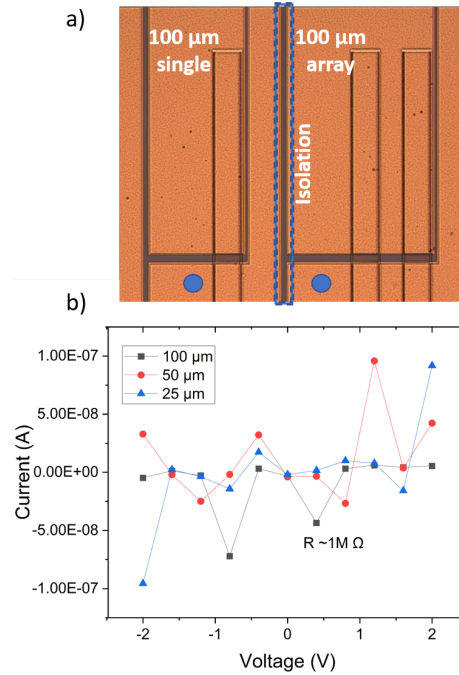 a)
100 µm
single
100 µm
array
Isolation
b)
1.00E-07
5.00E-08
0.00E+00
-5.00E-08
-1.00E-07
Current (A)
100 µm
50 µm
25 µm
R ~1M Ω
-2
-1
0
1
2
Voltage (V)